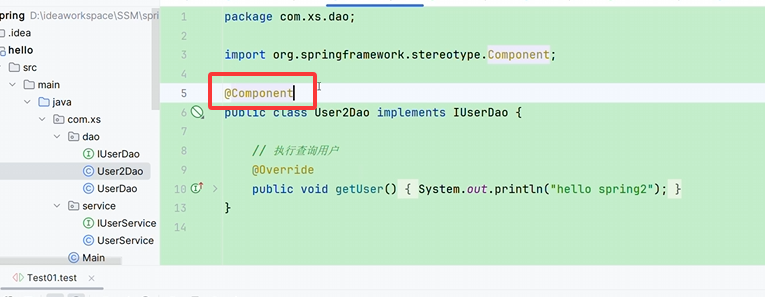 pring D:\ideaworkspace\SSM\spri
.idea
hello
src
main
java
com.xs
dao
IUserDao
User2Dao
UserDao
service
IUserService
UserService
Main
1 package com.xs.dao;
2
3 import org.springframework.stereotype.Component;
4
5 @Component
6 public class User2Dao implements IUserDao {
7
8 // 执行查询用户
9 @Override
10 public void getUser() { System.out.println("hello spring2"); }
13 }
14
Test01.test